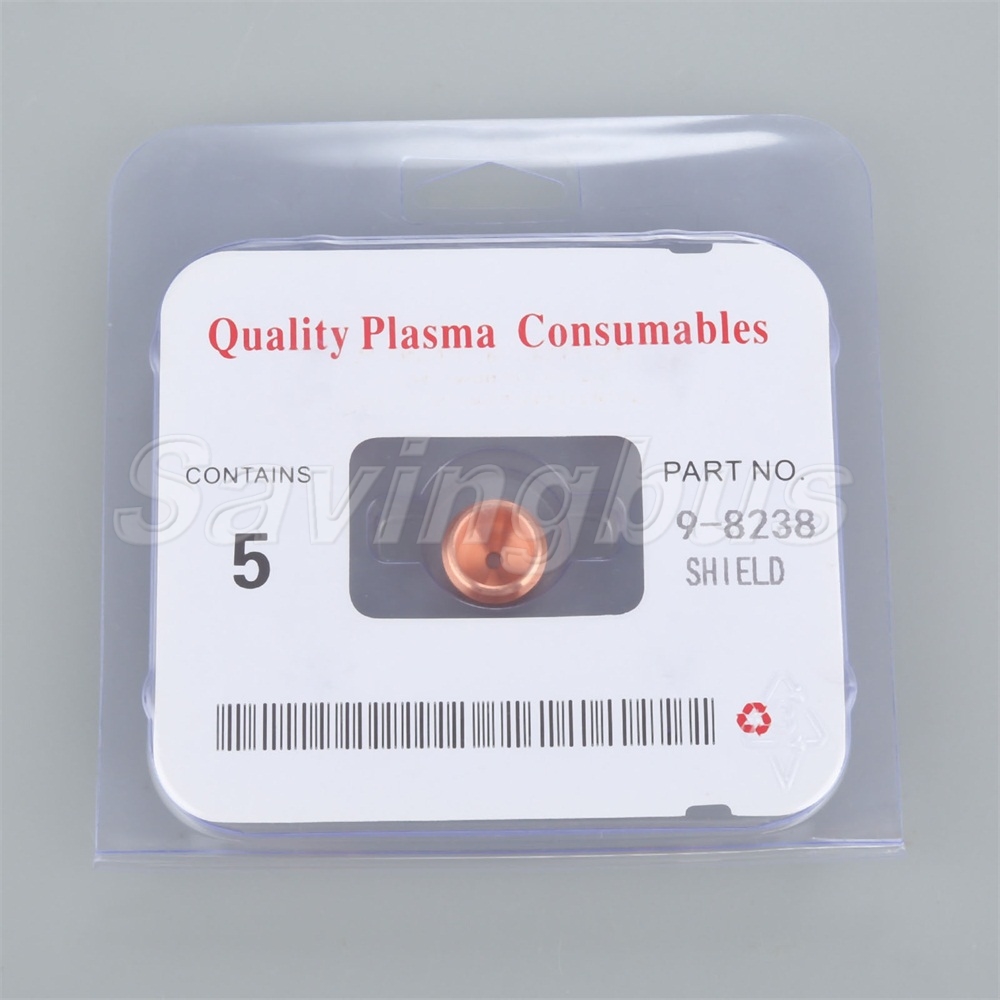 Quality Plasma Consumables
Savingbus
CONTAINS
5
PART NO.
9-8238
SHIELD